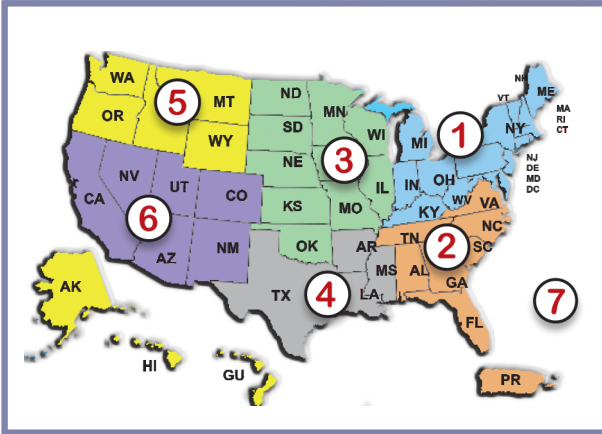 WA
ND
MN
NH
ME
VT
MT
5
OR
MA
RI
CT
SD
WI
MI
1
NY
WY
NE
3
NJ
DE
MD
DC
NV
UT
CO
IL
IN
OH
CA
KY
WV
VA
KS
MO
6
NM
AZ
OK
AR
TN
2
NC
SC
MS
AL
GA
AK
TX
4
LA
7
FL
HI
GU
PR